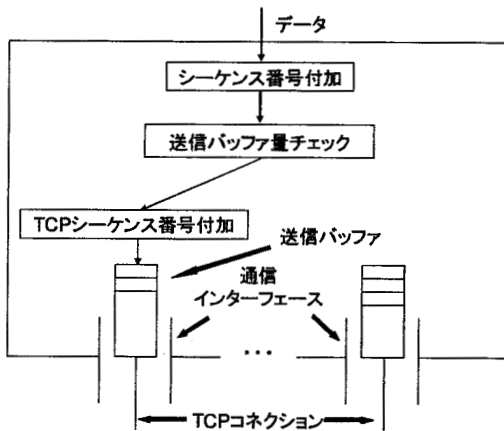 データ
シーケンス番号付加
送信バッファ量チェック
TCPシーケンス番号付加
送信バッファ
通信
インターフェース
...
TCPコネクション